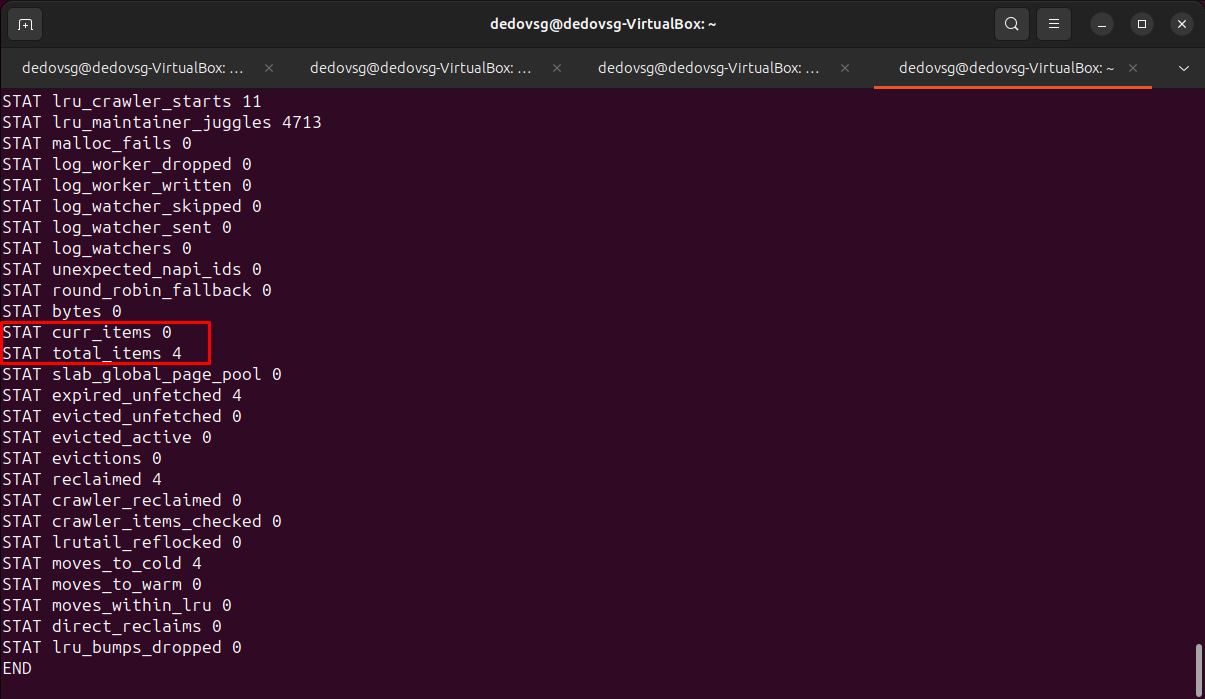 dedovsg@dedovsg-VirtualBox: ~
dedovsg@dedovsg-VirtualBox: ...
dedovsg@dedovsg-VirtualBox: ...
dedovsg@dedovsg-VirtualBox: ...
dedovsg@dedovsg-VirtualBox: ~
STAT lru_crawler_starts 11
STAT lru_maintainer_juggles 4713
STAT malloc_fails 0
STAT log_worker_dropped 0
STAT log_worker_written 0
STAT log_watcher_skipped 0
STAT log_watcher_sent 0
STAT log_watchers 0
STAT unexpected_napi_ids 0
STAT round_robin_fallback 0
STAT bytes 0
STAT curr_items 0
STAT total_items 4
STAT slab_global_page_pool 0
STAT expired_unfetched 4
STAT evicted_unfetched 0
STAT evicted_active 0
STAT evictions 0
STAT reclaimed 4
STAT crawler_reclaimed 0
STAT crawler_items_checked 0
STAT lrutail_reflocked 0
STAT moves_to_cold 4
STAT moves_to_warm 0
STAT moves_within_lru 0
STAT direct_reclaims 0
STAT lru_bumps_dropped 0
END